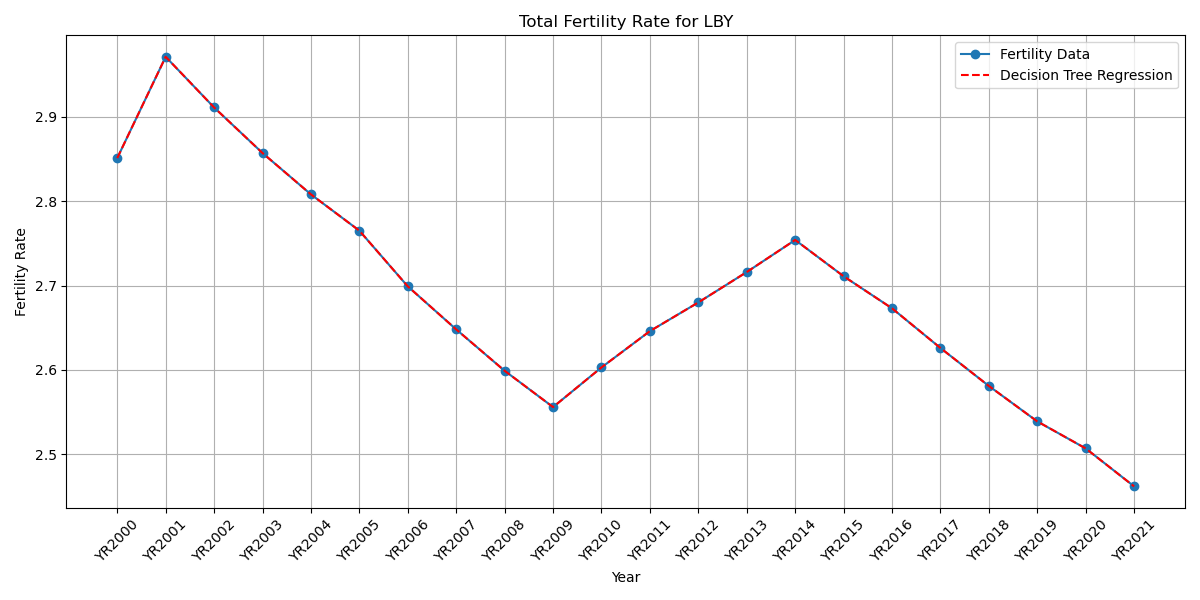 Total Fertility Rate for LBY
Fertility Data
Decision Tree Regression
Fertility Rate
2.9
2.8
2.7
2.6
2.5
YR2000
YR2001
YR2002
YR2003
YR2004
YR2005
YR2006
YR2007
YR2008
YR2009
YR2010
YR2011
YR2012
YR2013
YR2014
YR2015
YR2016
YR2017
YR2018
YR2019
YR2020
YR2021
Year